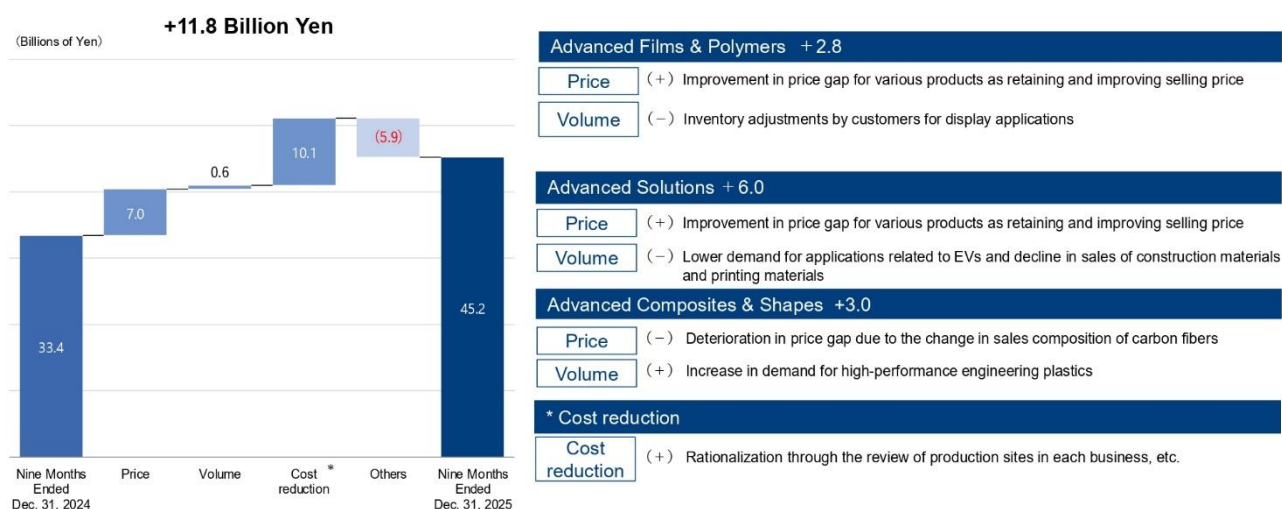 +11.8 Billion Yen
(Billions of Yen)
33.4
7.0
0.6
10.1
(5.9)
45.2
Nine Months
Ended
Dec. 31, 2024
Price
Volume
Cost *
reduction
Others
Nine Months
Ended
Dec. 31, 2025
Advanced Films & Polymers +2.8
Price (+) Improvement in price gap for various products as retaining and improving selling price
Volume (−) Inventory adjustments by customers for display applications
Advanced Solutions +6.0
Price (+) Improvement in price gap for various products as retaining and improving selling price
Volume (−) Lower demand for applications related to EVs and decline in sales of construction materials
and printing materials
Advanced Composites & Shapes +3.0
Price (−) Deterioration in price gap due to the change in sales composition of carbon fibers
Volume (+) Increase in demand for high-performance engineering plastics
* Cost reduction
Cost
reduction (+) Rationalization through the review of production sites in each business, etc.